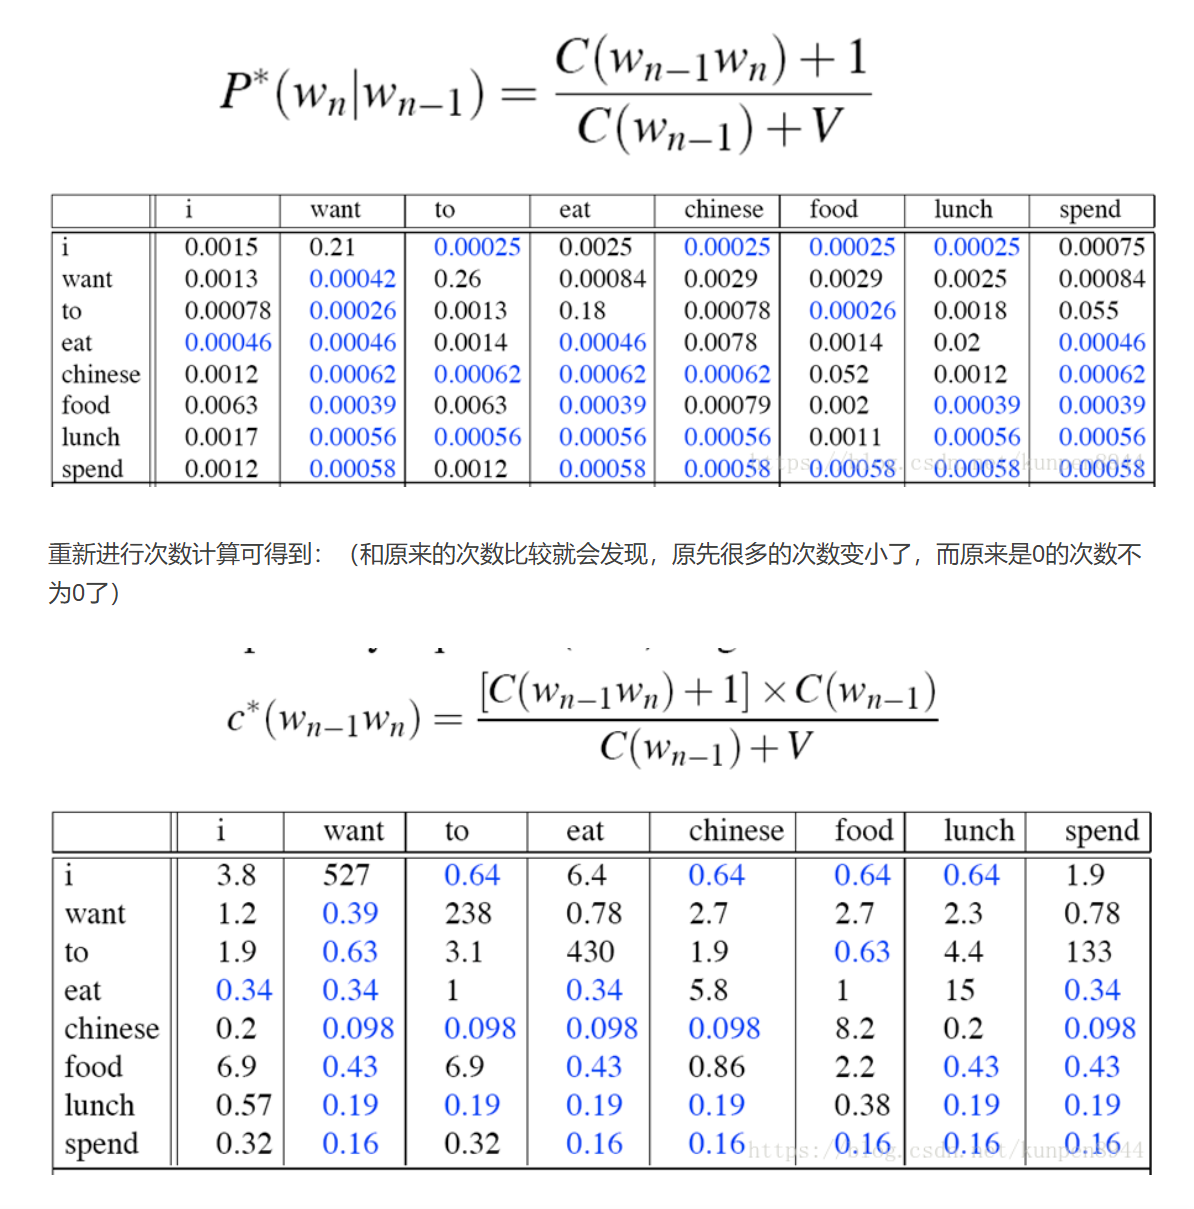 P*(wn|wn−1) = C(wn−1wn) + 1 / C(wn−1) + V
i want to eat chinese food lunch spend
i 0.0015 0.21 0.00025 0.0025 0.00025 0.00025 0.00025 0.00075
want 0.0013 0.00042 0.26 0.00084 0.0029 0.0029 0.0025 0.00084
to 0.00078 0.00026 0.0013 0.18 0.00078 0.00026 0.0018 0.055
eat 0.00046 0.00046 0.0014 0.00046 0.0078 0.0014 0.02 0.00046
chinese 0.0012 0.00062 0.00062 0.00062 0.00062 0.052 0.0012 0.00062
food 0.0063 0.00039 0.0063 0.00039 0.00079 0.002 0.00039 0.00039
lunch 0.0017 0.00056 0.00056 0.00056 0.00056 0.0011 0.00056 0.00056
spend 0.0012 0.00058 0.0012 0.00058 0.00058 0.00058 0.00058 0.00058
https://blog.csdn.net/kunpen8944
重新进行次数计算可得到：（和原来的次数比较就会发现，原先很多的次数变小了，而原来是0的次数不
为0了）
c*(wn−1wn) = [C(wn−1wn) + 1] × C(wn−1) / C(wn−1) + V
i want to eat chinese food lunch spend
i 3.8 527 0.64 6.4 0.64 0.64 0.64 1.9
want 1.2 0.39 238 0.78 2.7 2.7 2.3 0.78
to 1.9 0.63 3.1 430 1.9 0.63 4.4 133
eat 0.34 0.34 1 0.34 5.8 1 15 0.34
chinese 0.2 0.098 0.098 0.098 0.098 8.2 0.2 0.098
food 6.9 0.43 6.9 0.43 0.86 2.2 0.43 0.43
lunch 0.57 0.19 0.19 0.19 0.19 0.38 0.19 0.19
spend 0.32 0.16 0.32 0.16 0.16 0.16 0.16 0.16
https://blog.csdn.net/kunpen8944